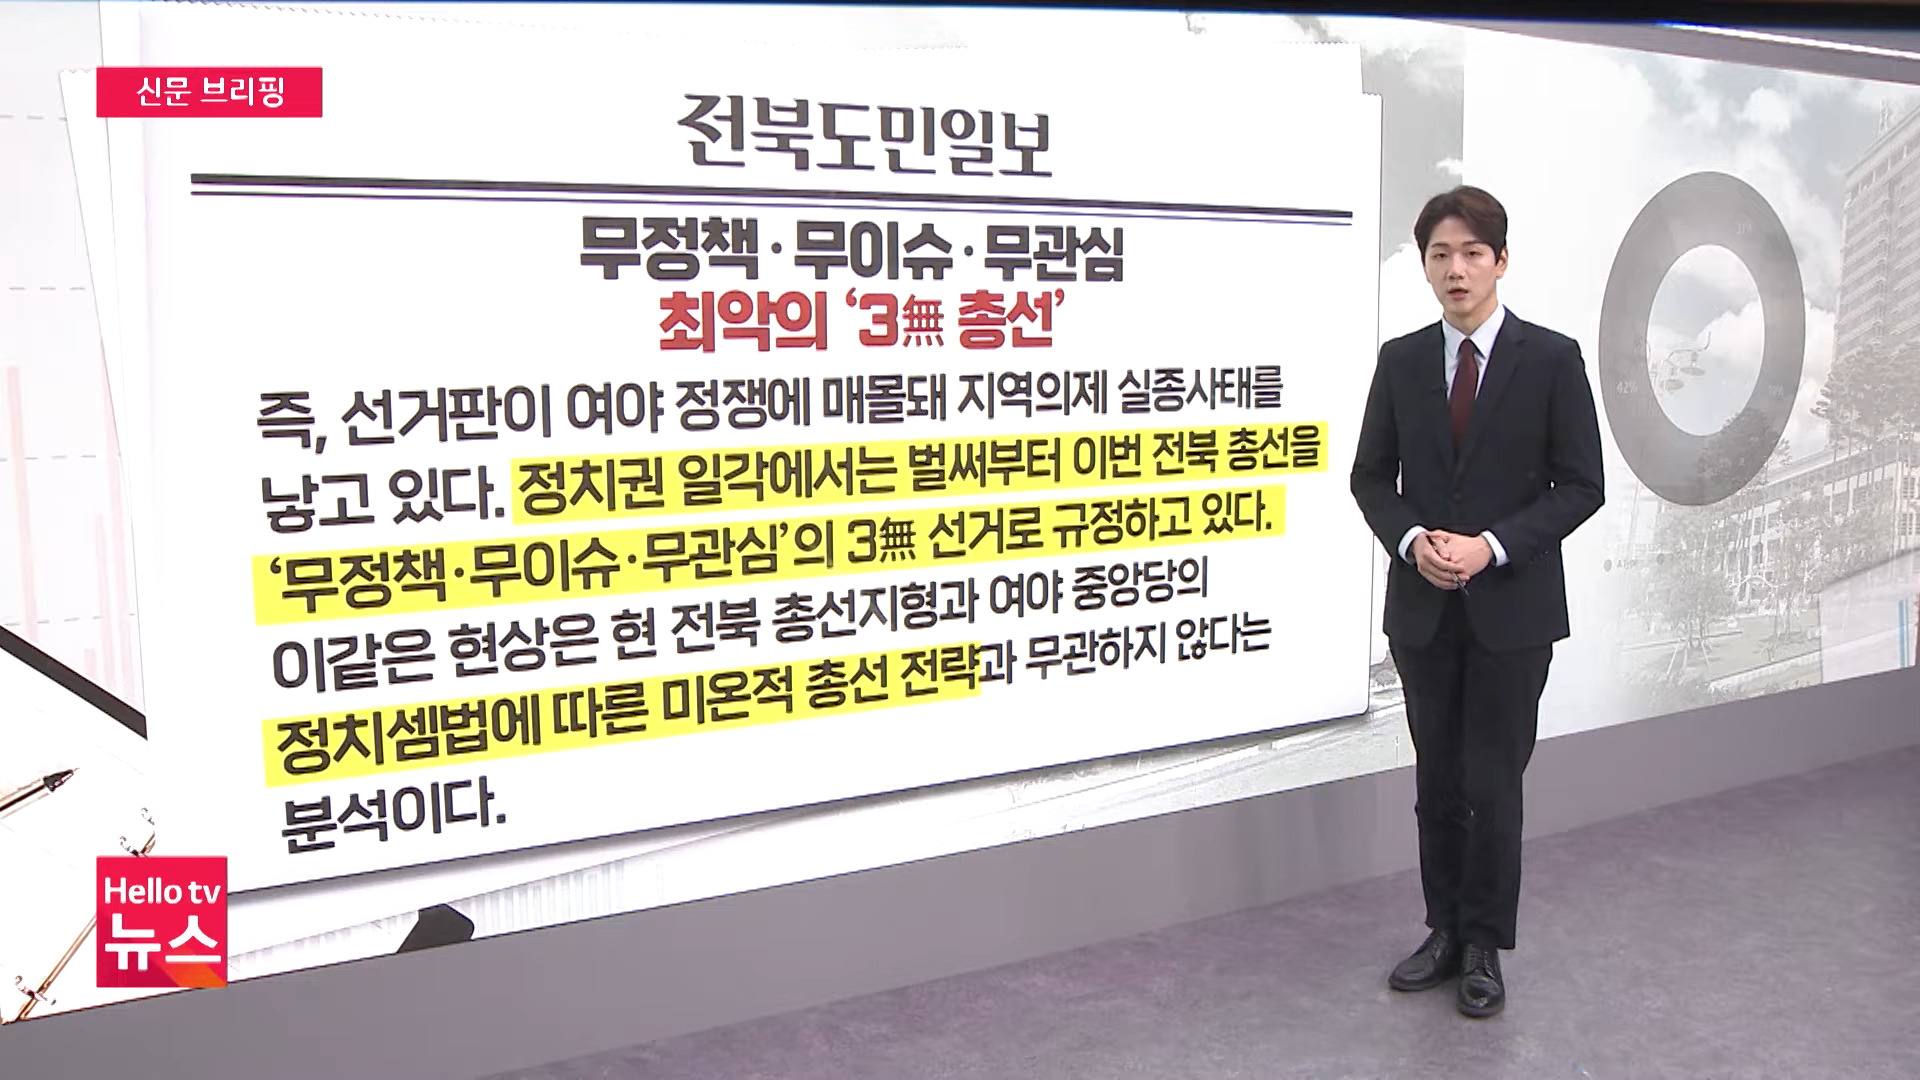 신문 브리핑
전북도민일보
무정책·무이슈·무관심
최악의 ‘3無 총선’
즉, 선거판이 여야 정쟁에 매몰돼 지역의제 실종사태를
낳고 있다. 정치권 일각에서는 벌써부터 이번 전북 총선을
‘무정책·무이슈·무관심’의 3無 선거로 규정하고 있다.
이같은 현상은 현 전북 총선지형과 여야 중앙당의
정치셈법에 따른 미온적 총선 전략과 무관하지 않다는
분석이다.
42%
Hello tv
뉴스